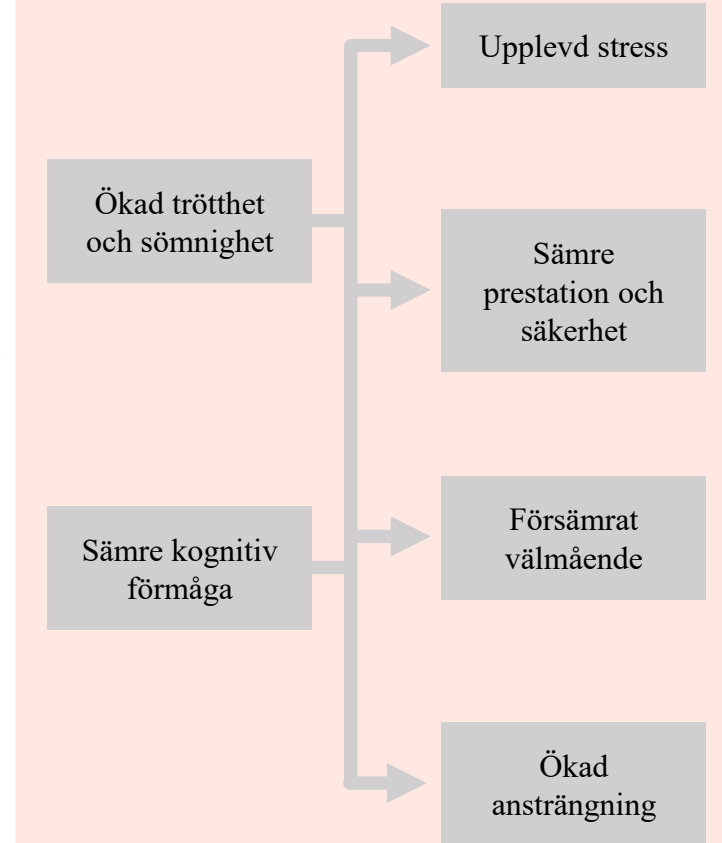 Upplevd stress
Ökad trötthet
och sömnighet
Sämre
prestation och
säkerhet
Sämre kognitiv
förmåga
Försämrat
välmående
Ökad
ansträngning